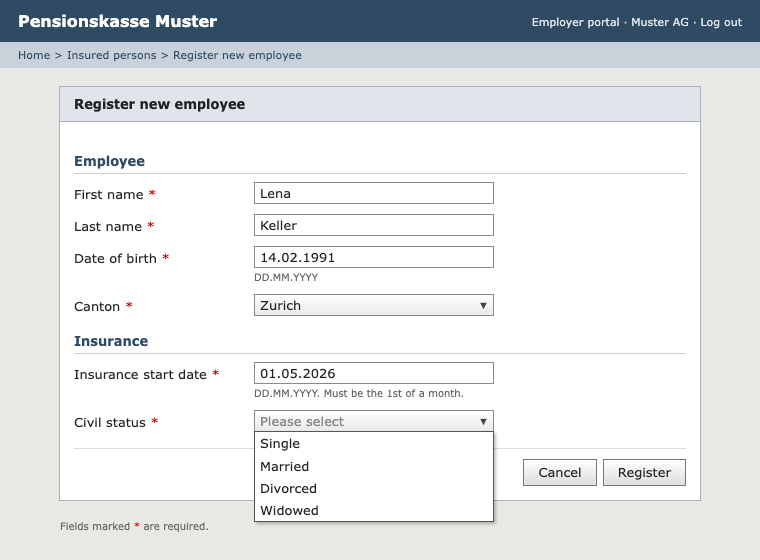 Pensionskasse Muster
Employer portal · Muster AG · Log out
Home > Insured persons > Register new employee
Register new employee
Employee
First name *
Lena
Last name *
Keller
Date of birth *
14.02.1991
DD.MM.YYYY
Canton *
Zurich ▼
Insurance
Insurance start date *
01.05.2026
DD.MM.YYYY. Must be the 1st of a month.
Civil status *
Please select ▼
Single
Married
Divorced
Widowed
Cancel
Register
Fields marked * are required.